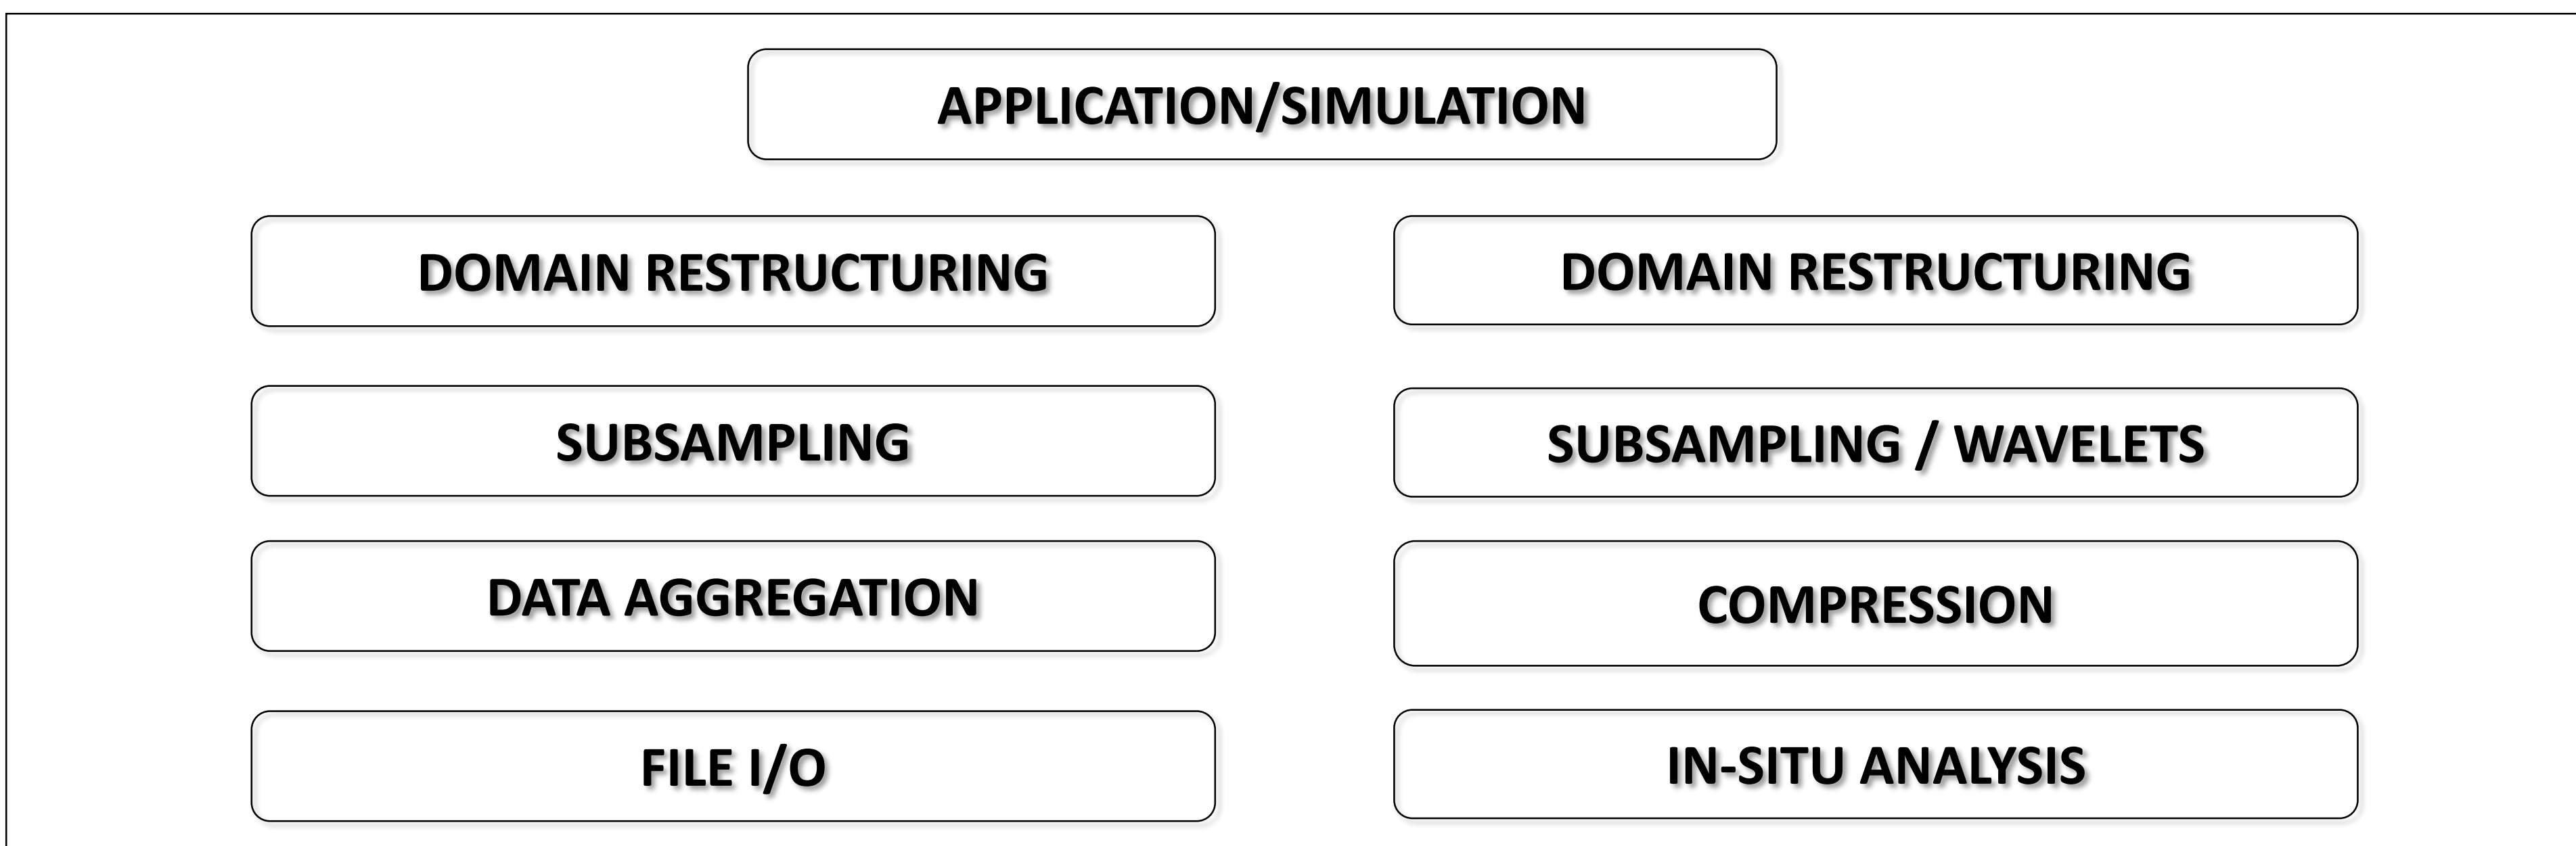 APPLICATION/SIMULATION
DOMAIN RESTRUCTURING
DOMAIN RESTRUCTURING
SUBSAMPLING
SUBSAMPLING / WAVELETS
DATA AGGREGATION
COMPRESSION
FILE I/O
IN-SITU ANALYSIS